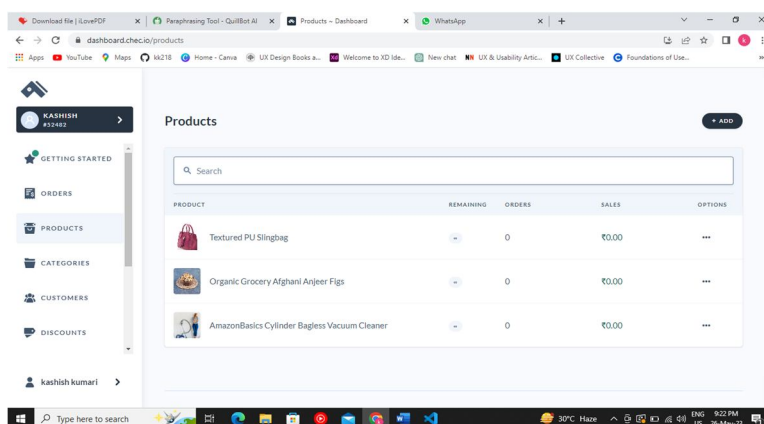 Download file | iLovePDF
Paraphrasing Tool - QuillBot AI
Products ~ Dashboard
WhatsApp
dashboard.chec.io/products
Apps YouTube Maps kk218 Home - Canva UX Design Books a... Welcome to XD Ide... New chat UX & Usability Artic... UX Collective Foundations of Use...
KASHISH
#52482
Products
+ ADD
GETTING STARTED
Search
ORDERS
PRODUCT REMAINING ORDERS SALES OPTIONS
PRODUCTS
Textured PU Slingbag 0 ₹0.00
CATEGORIES
Organic Grocery Afghani Anjeer Figs 0 ₹0.00
CUSTOMERS
AmazonBasics Cylinder Bagless Vacuum Cleaner 0 ₹0.00
DISCOUNTS
kashish kumari
Type here to search
30°C Haze
ENG
US
9:22 PM
26-May-23